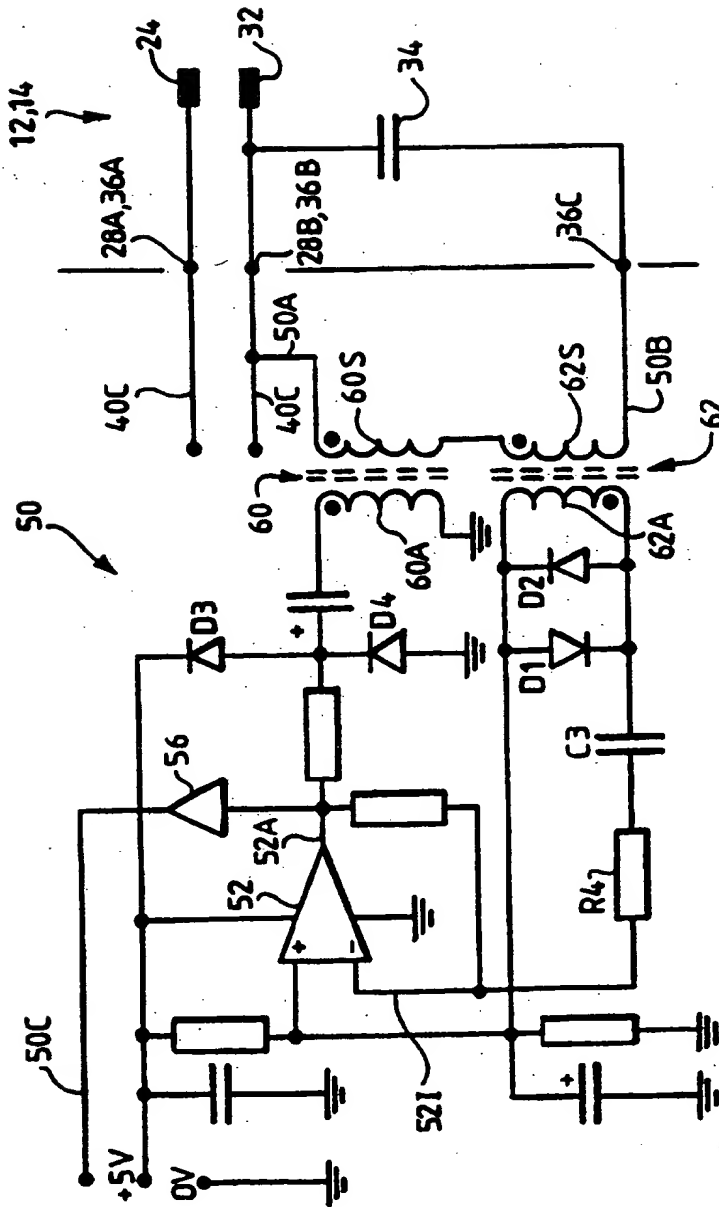 12,14
24
32
34
28A,36A
28B,36B
36C
50A
40C
40C
60S
62S
50B
60
62
60A
62A
50
D3
D4
D2
D1
C3
R4
56
52A
52
+
-
52I
+
+
50C
+5V
0V